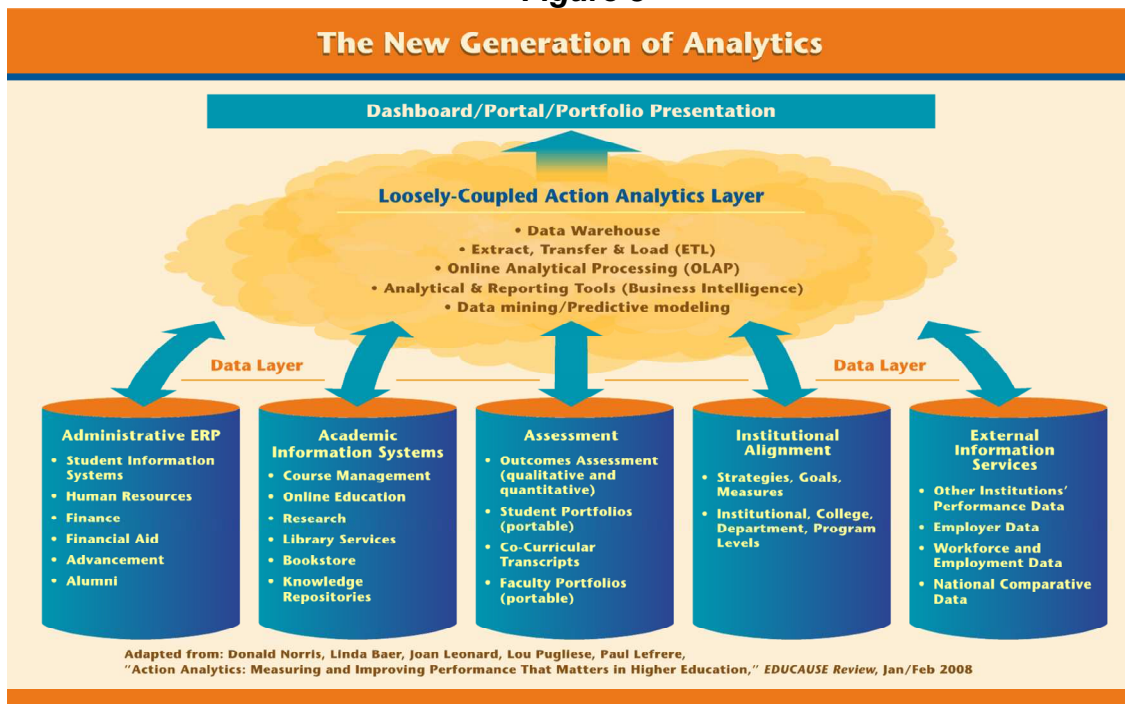 Figure
The New Generation of Analytics
Dashboard/Portal/Portfolio Presentation
Loosely-Coupled Action Analytics Layer
• Data Warehouse
• Extract, Transfer & Load (ETL)
• Online Analytical Processing (OLAP)
• Analytical & Reporting Tools (Business Intelligence)
• Data mining/Predictive modeling
Data Layer
Data Layer
Administrative ERP
• Student Information
Systems
• Human Resources
• Finance
• Financial Aid
• Advancement
• Alumni
Academic
Information Systems
• Course Management
• Online Education
• Research
• Library Services
• Bookstore
• Knowledge
Repositories
Assessment
• Outcomes Assessment
(qualitative and
quantitative)
• Student Portfolios
(portable)
• Co-Curricular
Transcripts
• Faculty Portfolios
(portable)
Institutional
Alignment
• Strategies, Goals,
Measures
• Institutional, College,
Department, Program
Levels
External
Information
Services
• Other Institutions’
Performance Data
• Employer Data
• Workforce and
Employment Data
• National Comparative
Data
Adapted from: Donald Norris, Linda Baer, Joan Leonard, Lou Pugliese, Paul Lefrere,
”Action Analytics: Measuring and Improving Performance That Matters in Higher Education,” EDUCAUSE Review, Jan/Feb 2008